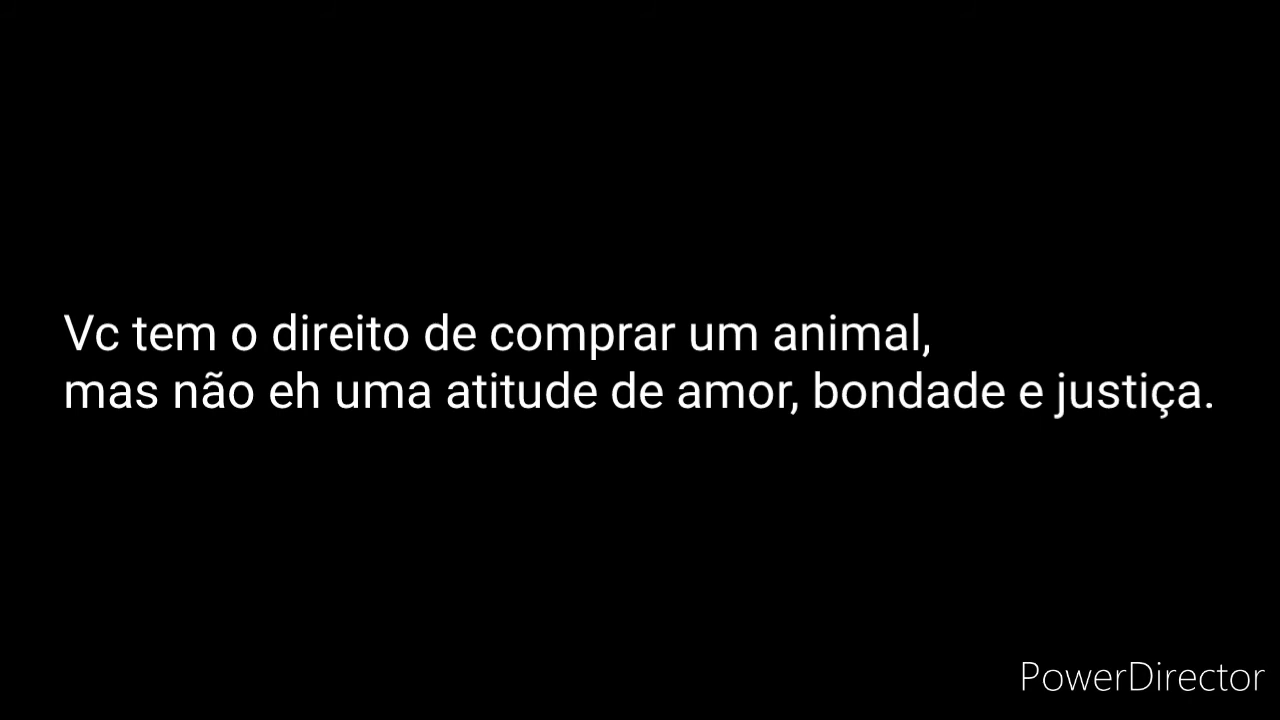 Vc tem o direito de comprar um animal,
mas não eh uma atitude de amor, bondade e justiça.
PowerDirector